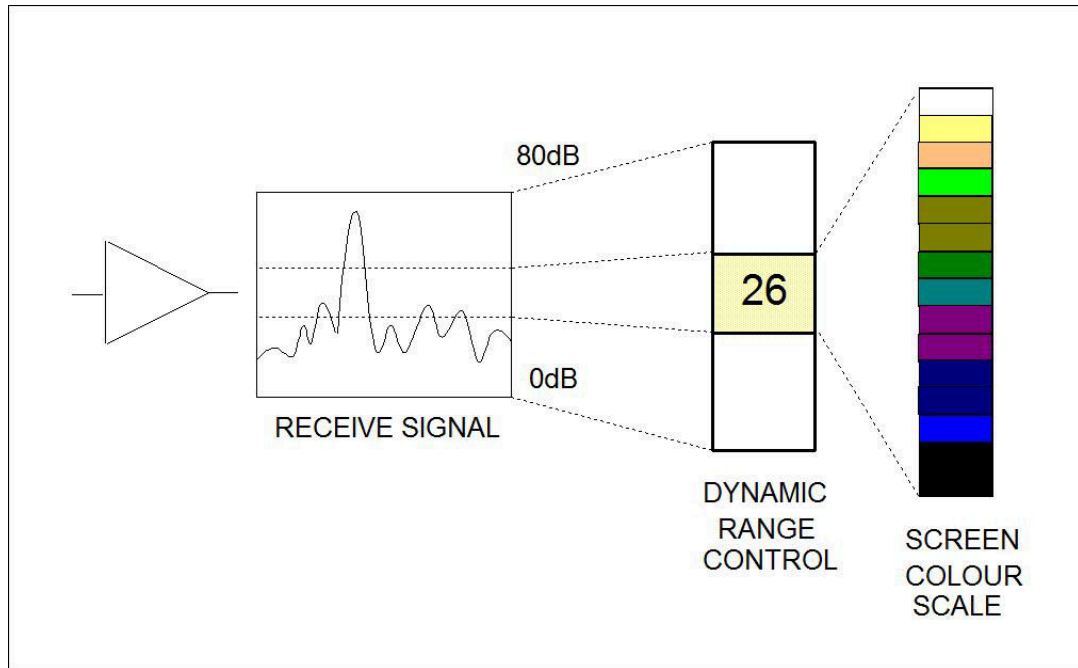 80dB
0dB
RECEIVE SIGNAL
26
DYNAMIC
RANGE
CONTROL
SCREEN
COLOUR
SCALE